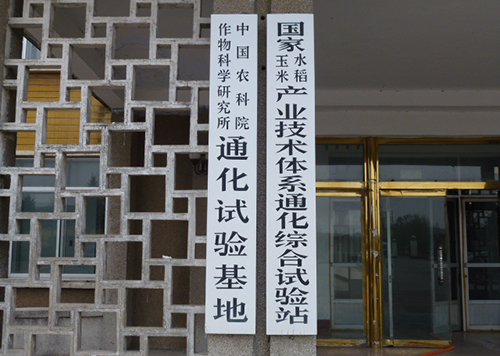 国家水稻玉米产业技术体系通化综合试验站
中国农科院
作物科学研究所
通化试验基地